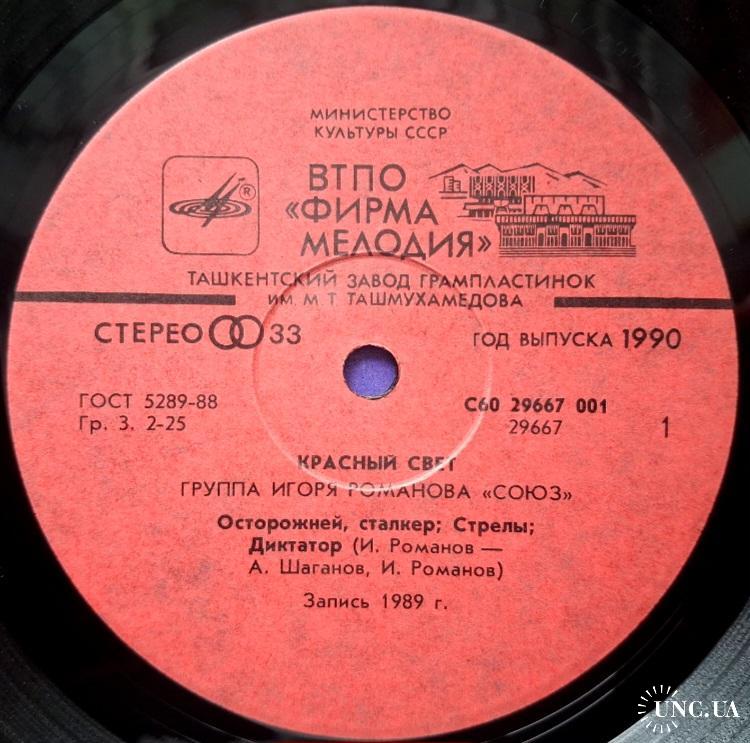 МИНИСТЕРСТВО
КУЛЬТУРЫ СССР
ВТПО
«ФИРМА
МЕЛОДИЯ»
®
ТАШКЕНТСКИЙ ЗАВОД ГРАМПЛАСТИНОК
ИМ. М Т ТАШМУХАМЕДОВА
СТЕРЕО 33
ГОД ВЫПУСКА 1990
ГОСТ 5289-88
Гр. 3. 2-25
С60 29667 001
29667
1
КРАСНЫЙ СВЕТ
ГРУППА ИГОРЯ РОМАНОВА «СОЮЗ»
Осторожней, сталкер; Стрелы;
Диктатор (И. Романов —
А. Шаганов, И. Романов)
Запись 1989 г.
UNC.UA